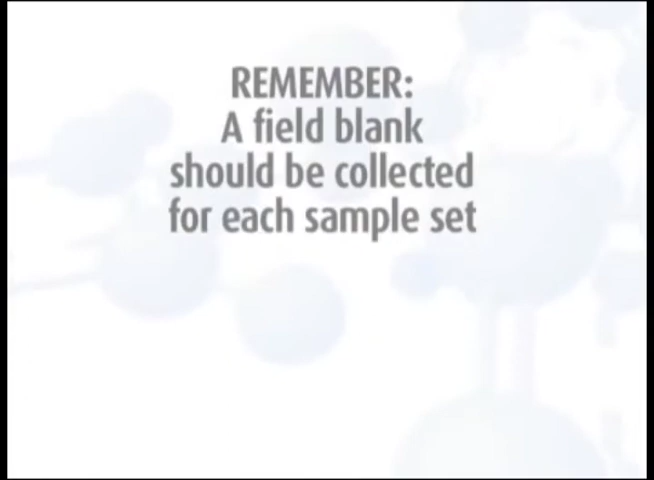 REMEMBER:
A field blank
should be collected
for each sample set